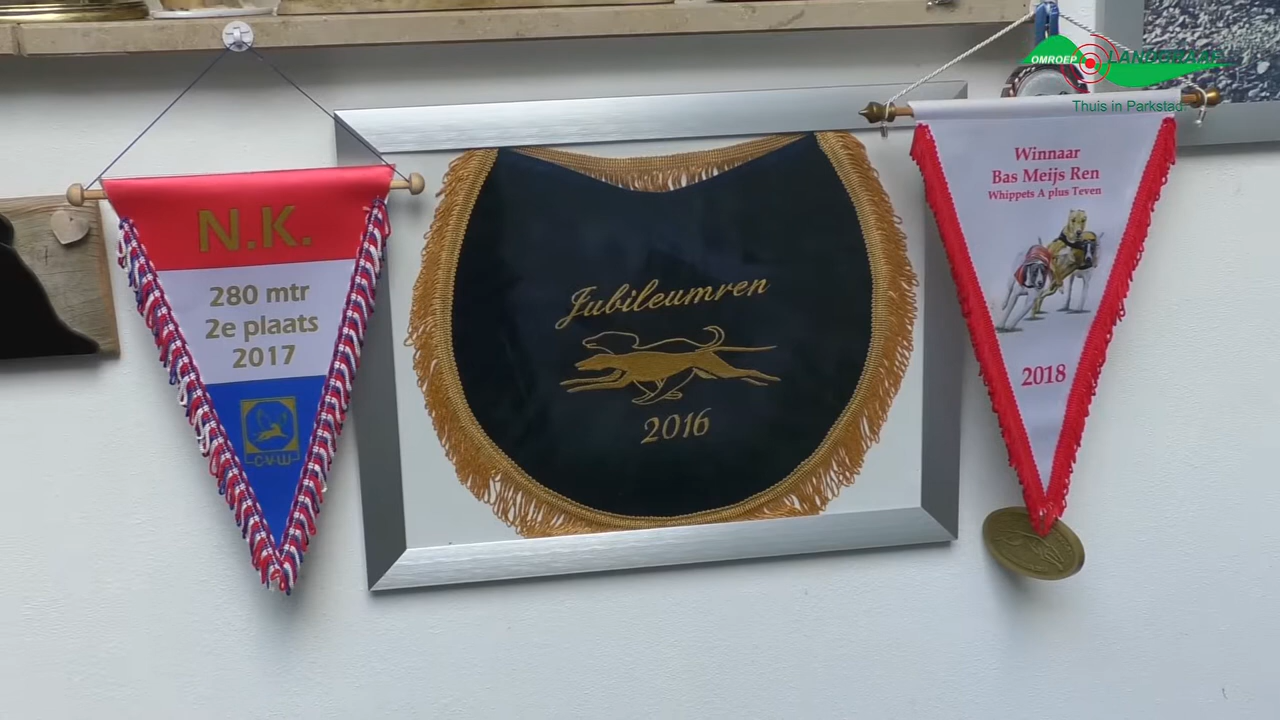 N.K.
280 mtr
2e plaats
2017
C·V·W
Jubileumren
2016
Winnaar
Bas Meijs Ren
Whippets A plus Teven
2018
OMROEP LANDGRAAF
Thuis in Parkstad